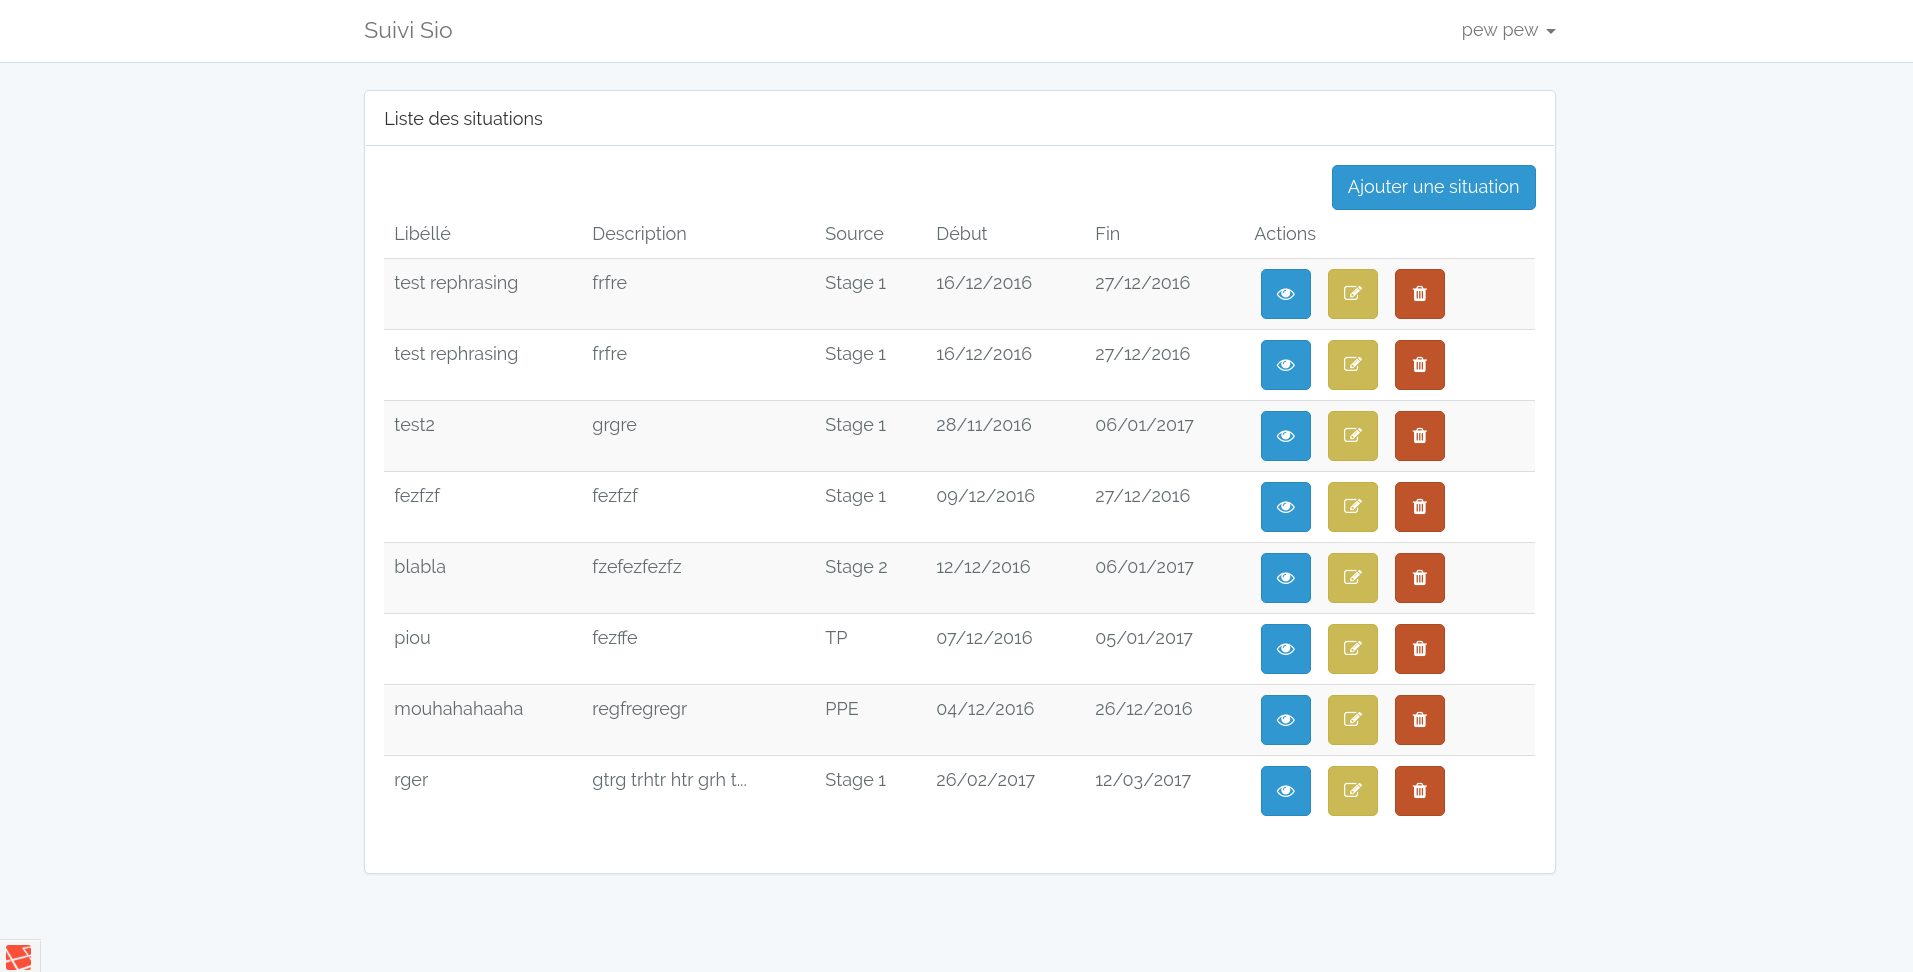 Suivi Sio pew pew
Liste des situations
Ajouter une situation
Libéllé Description Source Début Fin Actions
test rephrasing frfre Stage 1 16/12/2016 27/12/2016
test rephrasing frfre Stage 1 16/12/2016 27/12/2016
test2 grgre Stage 1 28/11/2016 06/01/2017
fezfzf fezfzf Stage 1 09/12/2016 27/12/2016
blabla fzefezfezfz Stage 2 12/12/2016 06/01/2017
piou fezffe TP 07/12/2016 05/01/2017
mouhahahaaha regfregregr PPE 04/12/2016 26/12/2016
rger gtrg trhtr htr grh t... Stage 1 26/02/2017 12/03/2017